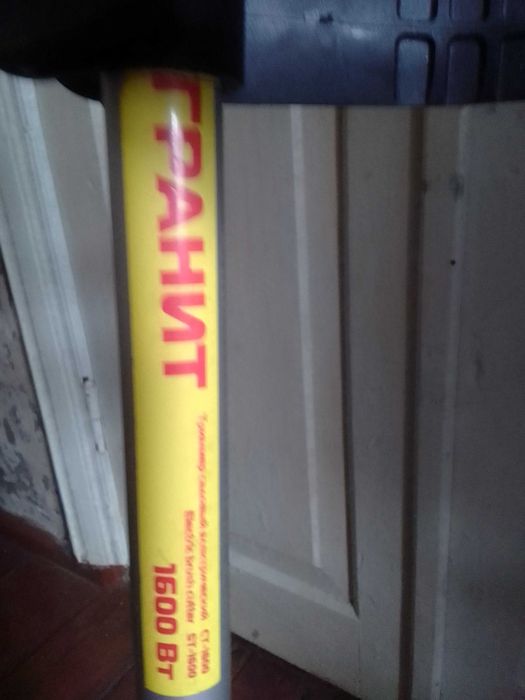 ГРАНИТ
Триммер садовый электрический СТ-1600
Electric brush cutter ST-1600
1600 Вт